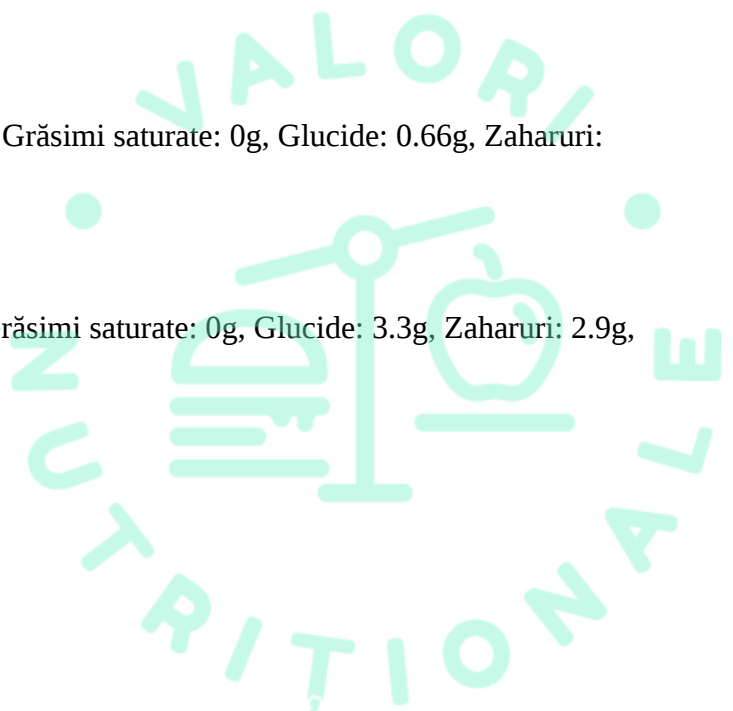 VALORI
Grăsimi saturate: 0g, Glucide: 0.66g, Zaharuri:
răsimi saturate: 0g, Glucide: 3.3g, Zaharuri: 2.9g,
NUTRITIONALE